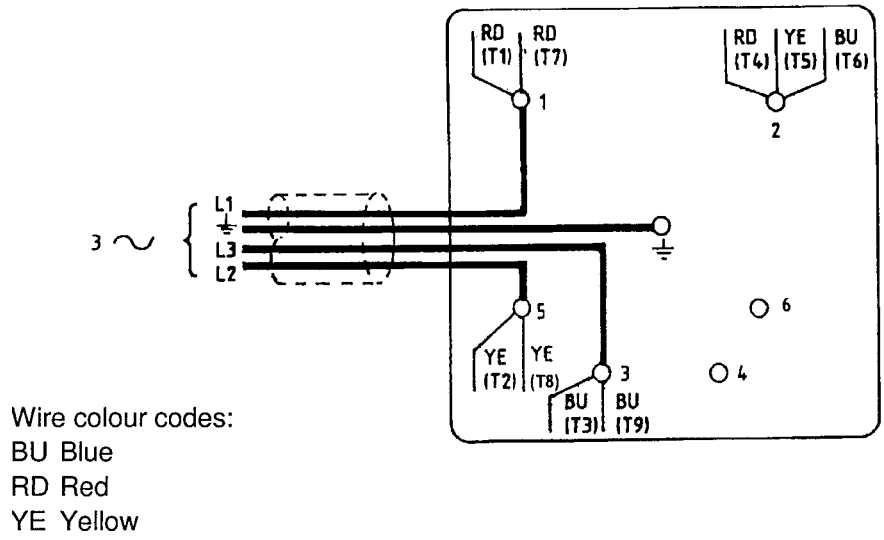 RD RD
(T1) (T7)
1
RD YE BU
(T4) (T5) (T6)
2
L1
L3
L2
3 ~
5
YE YE
(T2) (T8)
3
BU BU
(T3) (T9)
6
4
Wire colour codes:
BU Blue
RD Red
YE Yellow